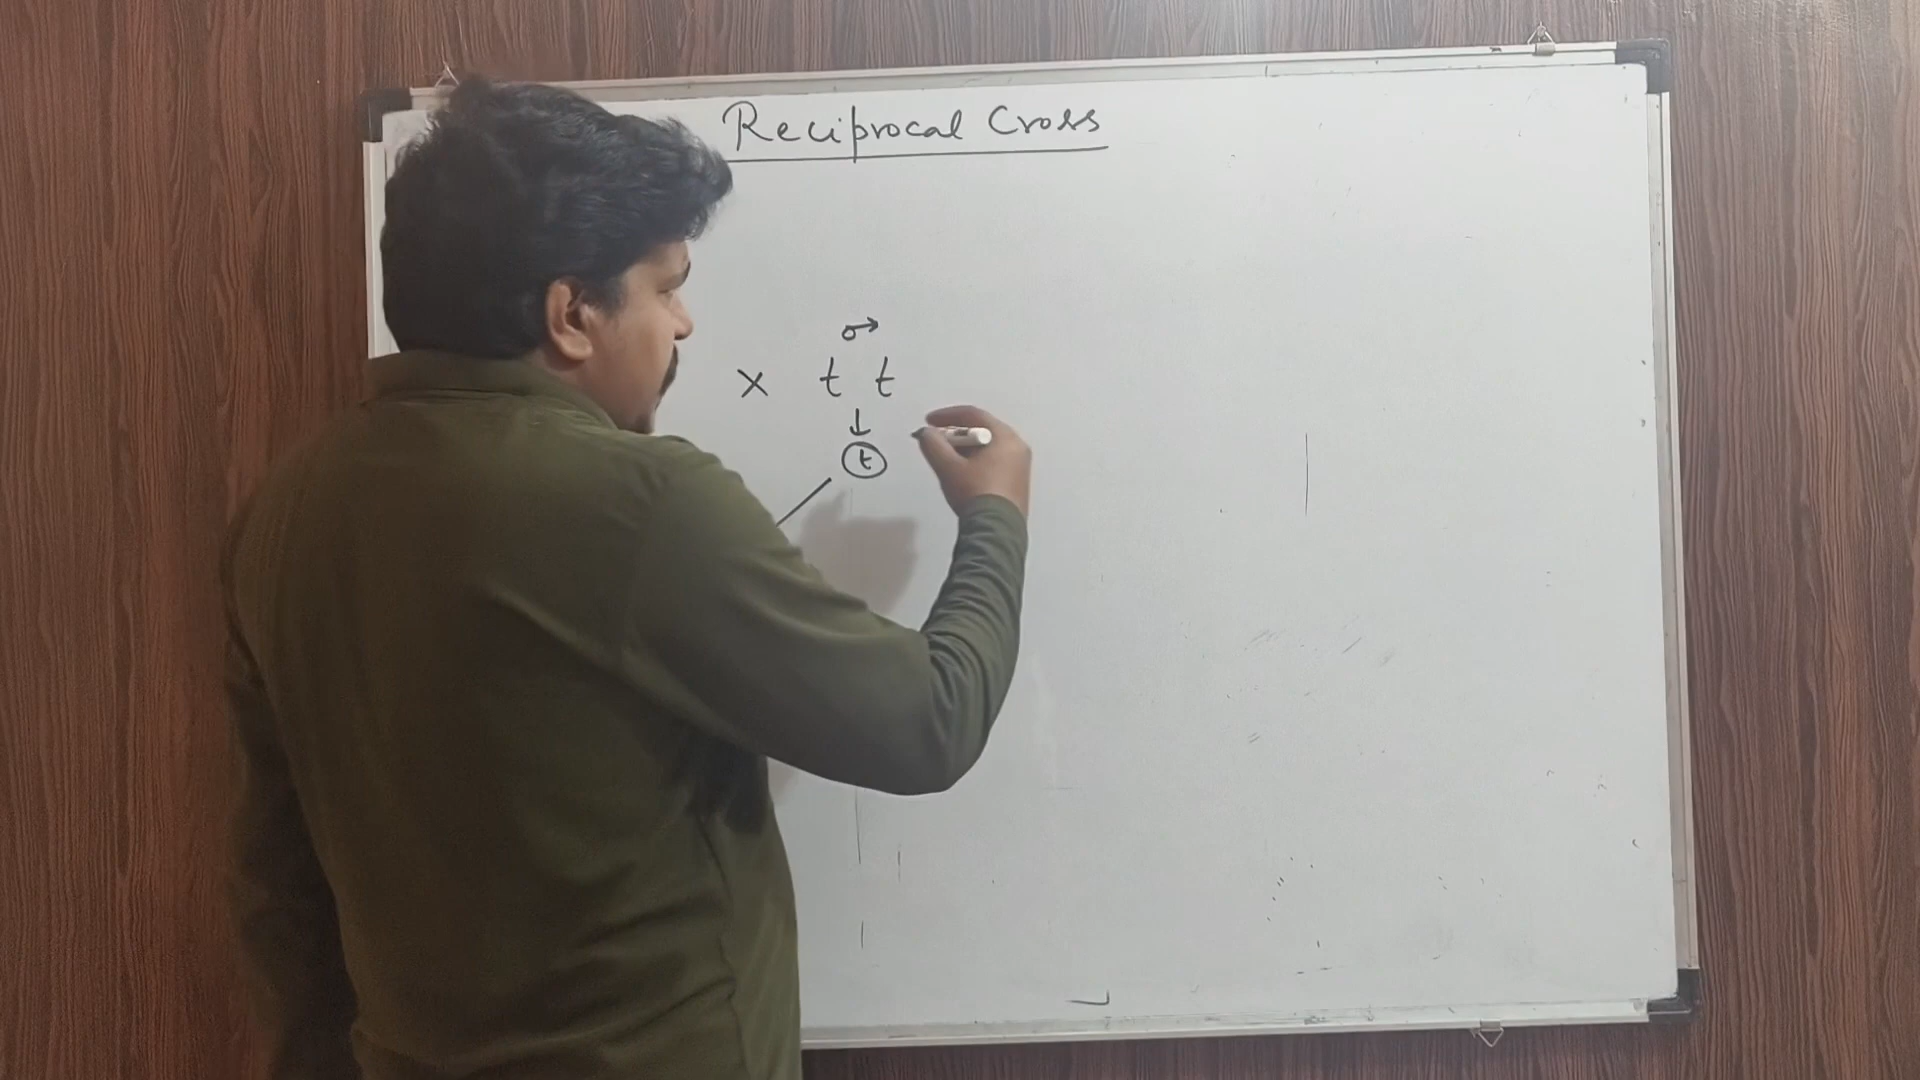 Reciprocal Cross
♂
× t t
↓
t